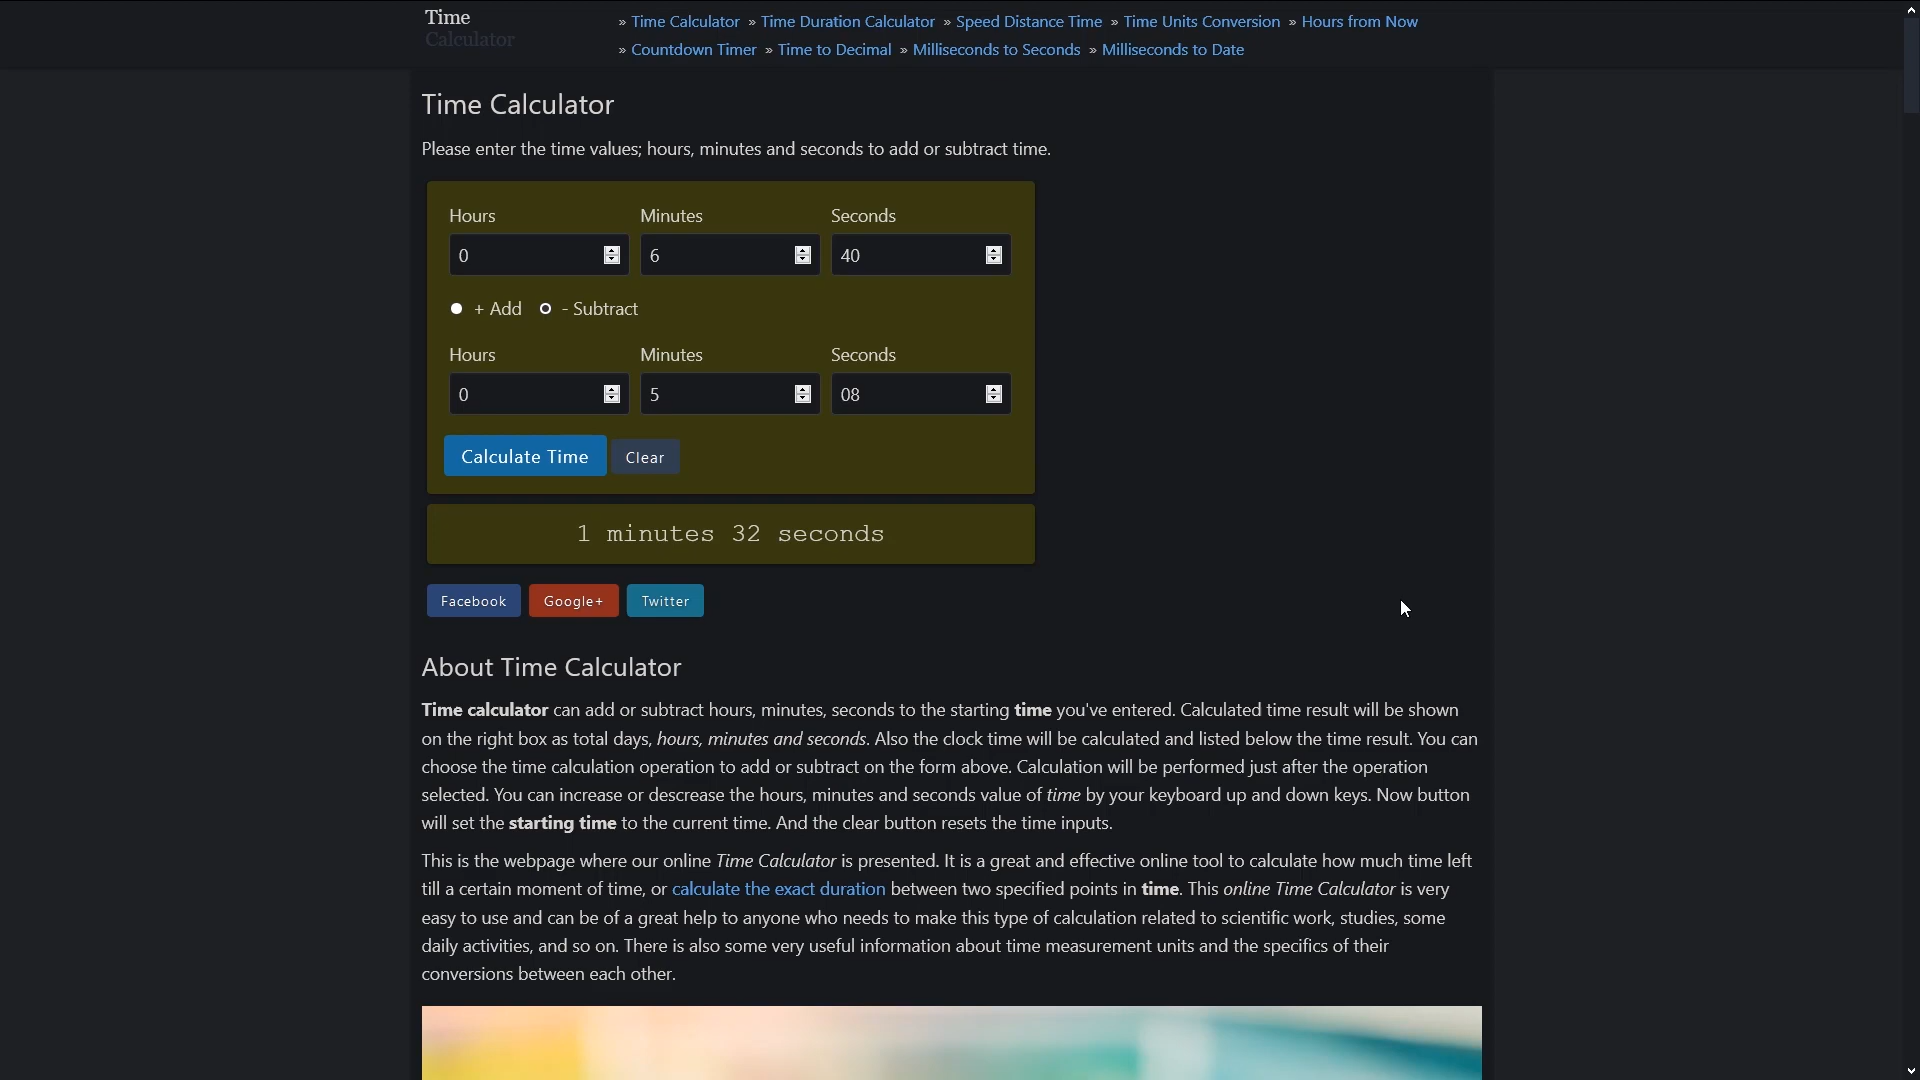 Time
Calculator
» Time Calculator » Time Duration Calculator » Speed Distance Time » Time Units Conversion » Hours from Now
» Countdown Timer » Time to Decimal » Milliseconds to Seconds » Milliseconds to Date
Time Calculator
Please enter the time values; hours, minutes and seconds to add or subtract time.
Hours Minutes Seconds
0 6 40
+ Add - Subtract
Hours Minutes Seconds
0 5 08
Calculate Time Clear
1 minutes 32 seconds
Facebook Google+ Twitter
About Time Calculator
Time calculator can add or subtract hours, minutes, seconds to the starting time you've entered. Calculated time result will be shown
on the right box as total days, hours, minutes and seconds. Also the clock time will be calculated and listed below the time result. You can
choose the time calculation operation to add or subtract on the form above. Calculation will be performed just after the operation
selected. You can increase or descrease the hours, minutes and seconds value of time by your keyboard up and down keys. Now button
will set the starting time to the current time. And the clear button resets the time inputs.
This is the webpage where our online Time Calculator is presented. It is a great and effective online tool to calculate how much time left
till a certain moment of time, or calculate the exact duration between two specified points in time. This online Time Calculator is very
easy to use and can be of a great help to anyone who needs to make this type of calculation related to scientific work, studies, some
daily activities, and so on. There is also some very useful information about time measurement units and the specifics of their
conversions between each other.